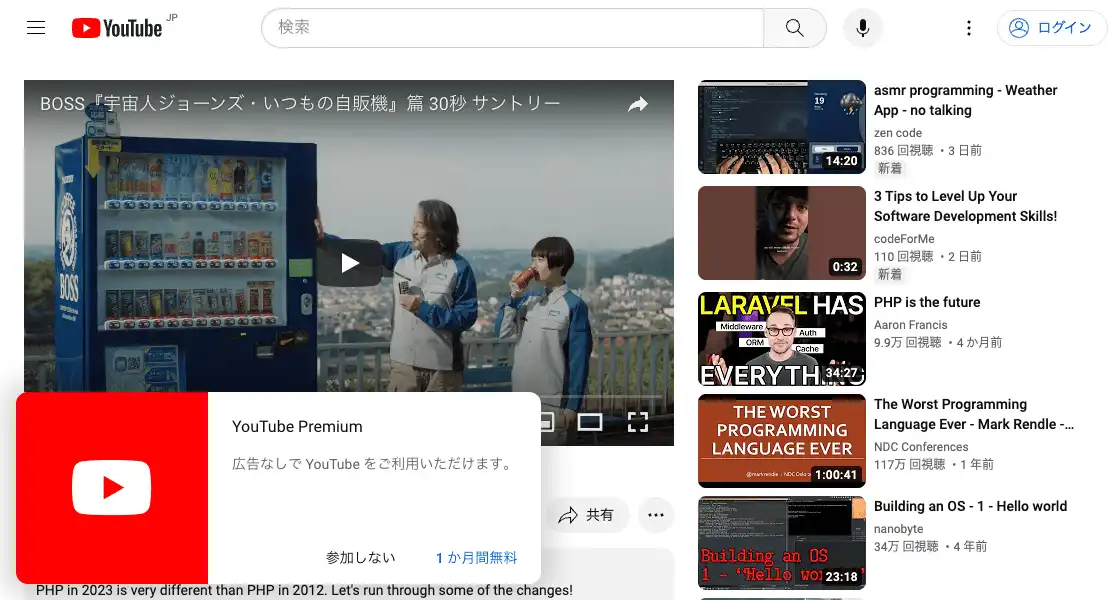 YouTube JP
検索
ログイン
BOSS『宇宙人ジョーンズ・いつもの自販機』篇 30秒 サントリー
BOSS
YouTube Premium
広告なしで YouTube をご利用いただけます。
参加しない
1 か月間無料
共有
PHP in 2023 is very different than PHP in 2012. Let's run through some of the changes!
14:20
asmr programming - Weather
App - no talking
zen code
836 回視聴 ・3 日前
新着
0:32
3 Tips to Level Up Your
Software Development Skills!
codeForMe
110 回視聴 ・2 日前
新着
LARAVEL HAS
Middleware
Auth
ORM
Cache
EVERYTHING
34:27
PHP is the future
Aaron Francis
9.9万 回視聴 ・4 か月前
THE WORST
PROGRAMMING
LANGUAGE EVER
@markrendle
1:00:41
The Worst Programming
Language Ever - Mark Rendle -...
NDC Conferences
117万 回視聴 ・1 年前
Building an OS
1 - "Hello wor
23:18
Building an OS - 1 - Hello world
nanobyte
34万 回視聴 ・4 年前